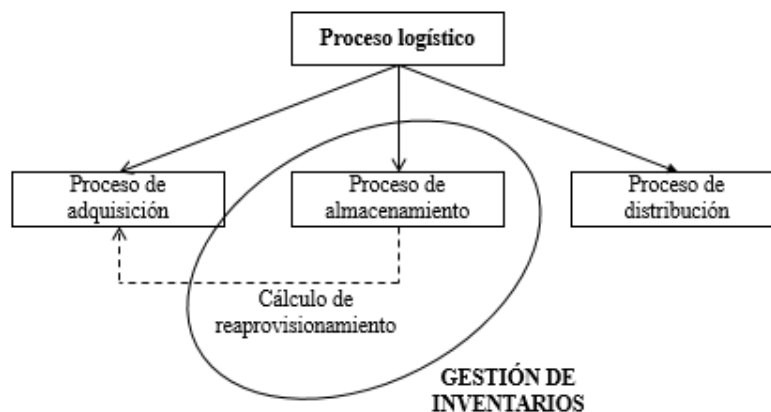 Proceso logístico
Proceso de
adquisición
Proceso de
almacenamiento
Proceso de
distribución
Cálculo de
reaprovisionamiento
GESTIÓN DE
INVENTARIOS